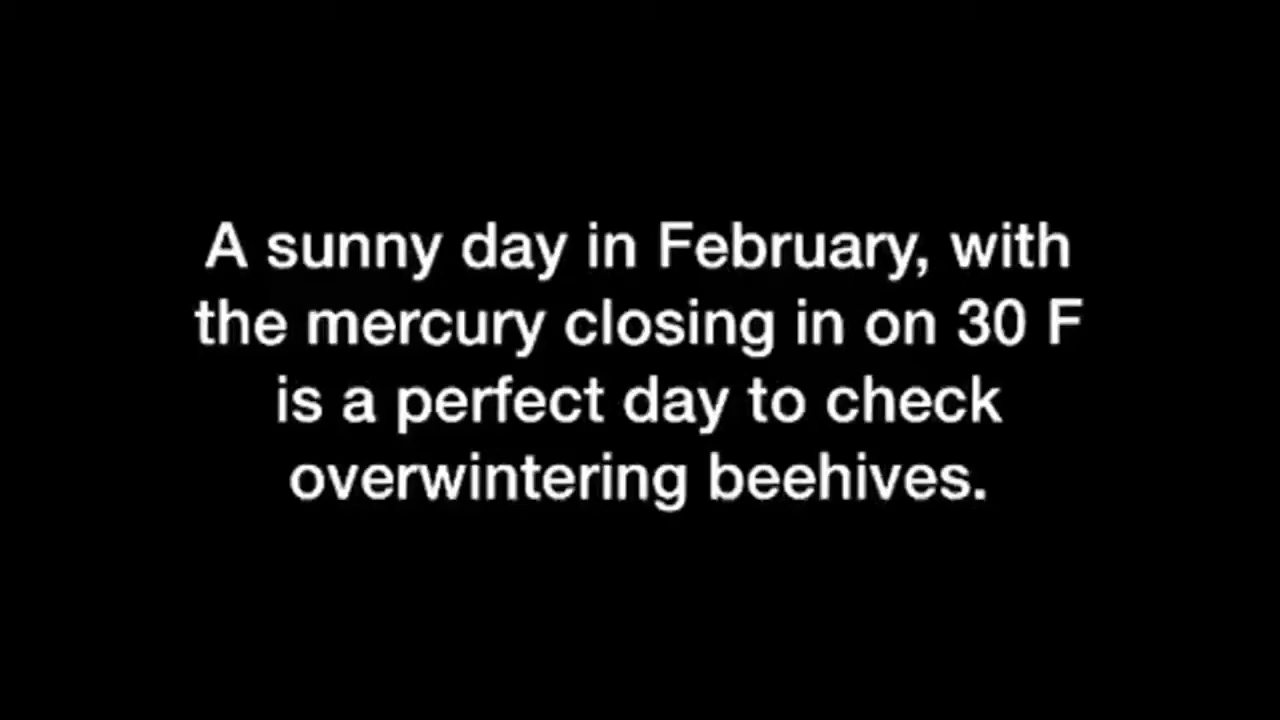 A sunny day in February, with
the mercury closing in on 30 F
is a perfect day to check
overwintering beehives.